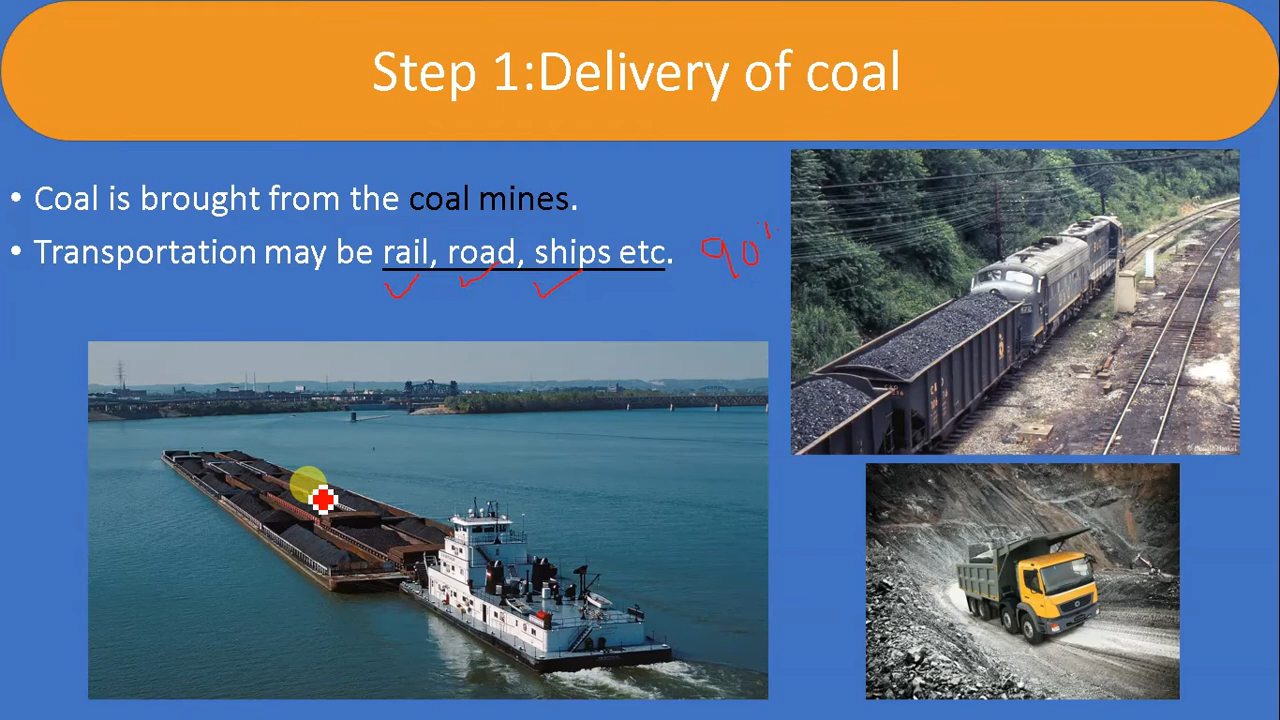 Step 1:Delivery of coal
• Coal is brought from the coal mines.
• Transportation may be rail, road, ships etc. 90%